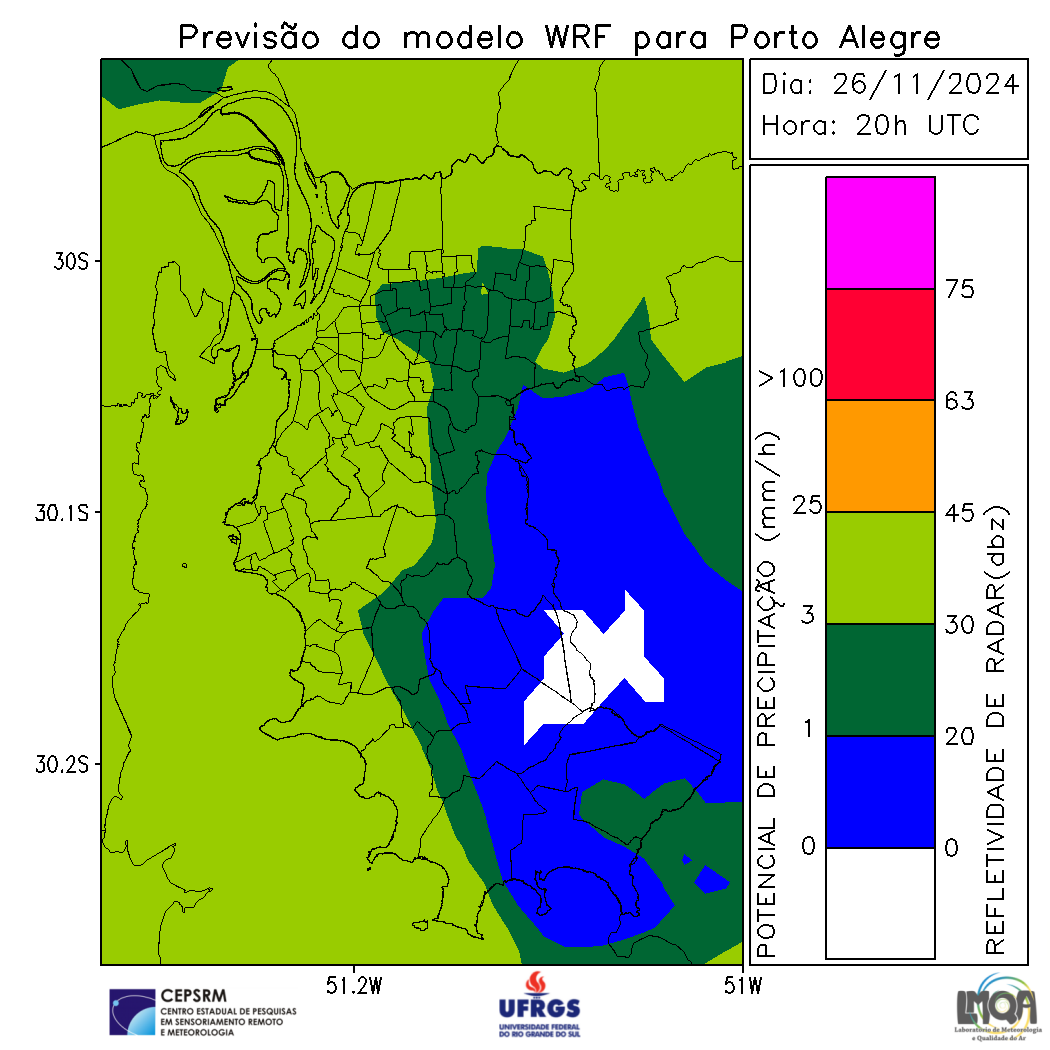 Previsão do modelo WRF para Porto Alegre
Dia: 26/11/2024
Hora: 20h UTC
30S
30.1S
30.2S
51.2W
51W
POTENCIAL DE PRECIPITAÇÃO (mm/h)
>100
25
3
1
0
75
63
45
30
20
0
REFLETIVIDADE DE RADAR(dbz)
CEPSRM
CENTRO ESTADUAL DE PESQUISAS
EM SENSORIAMENTO REMOTO
E METEOROLOGIA
UFRGS
UNIVERSIDADE FEDERAL
DO RIO GRANDE DO SUL
LMQA
Laboratório de Meteorologia
e Qualidade do Ar